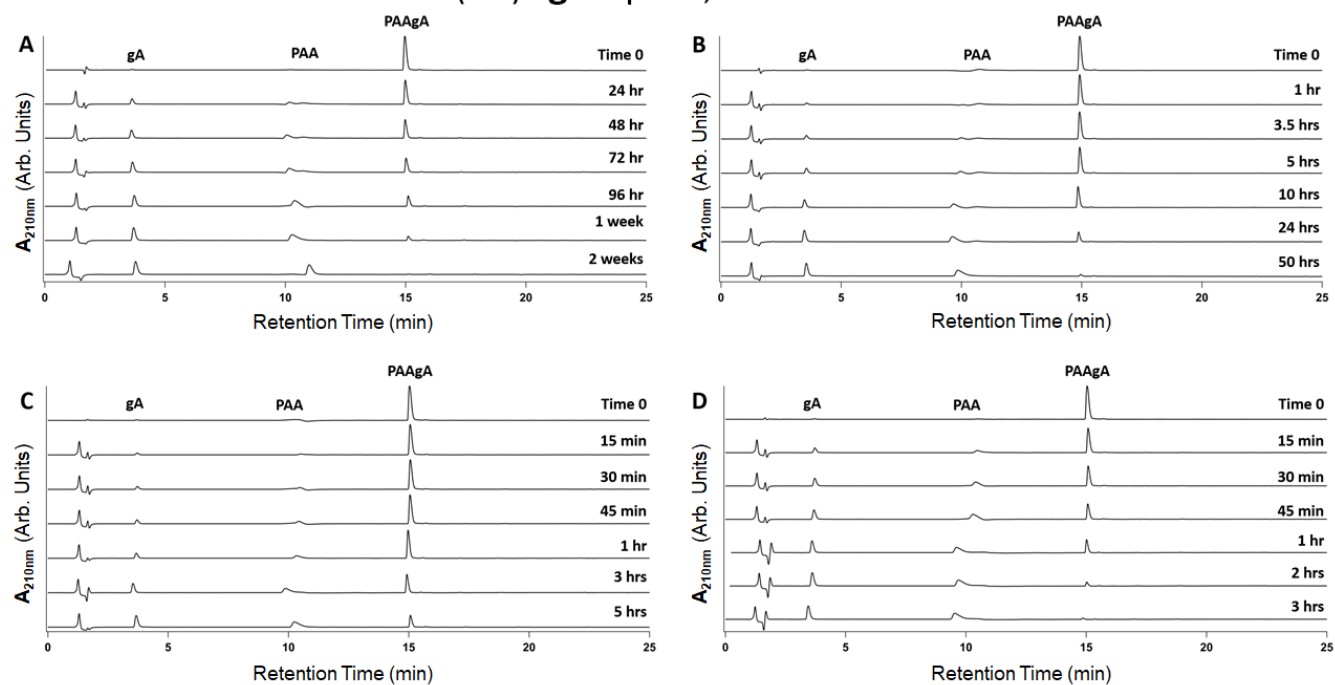 A
gA
PAA
PAAgA
Time 0
24 hr
48 hr
72 hr
96 hr
1 week
2 weeks
A210nm (Arb. Units)
0 5 10 15 20 25
Retention Time (min)
B
gA
PAA
PAAgA
Time 0
1 hr
3.5 hrs
5 hrs
10 hrs
24 hrs
50 hrs
A210nm (Arb. Units)
0 5 10 15 20 25
Retention Time (min)
C
gA
PAA
PAAgA
Time 0
15 min
30 min
45 min
1 hr
3 hrs
5 hrs
A210nm (Arb. Units)
0 5 10 15 20 25
Retention Time (min)
D
gA
PAA
PAAgA
Time 0
15 min
30 min
45 min
1 hr
2 hrs
3 hrs
A210nm (Arb. Units)
0 5 10 15 20 25
Retention Time (min)